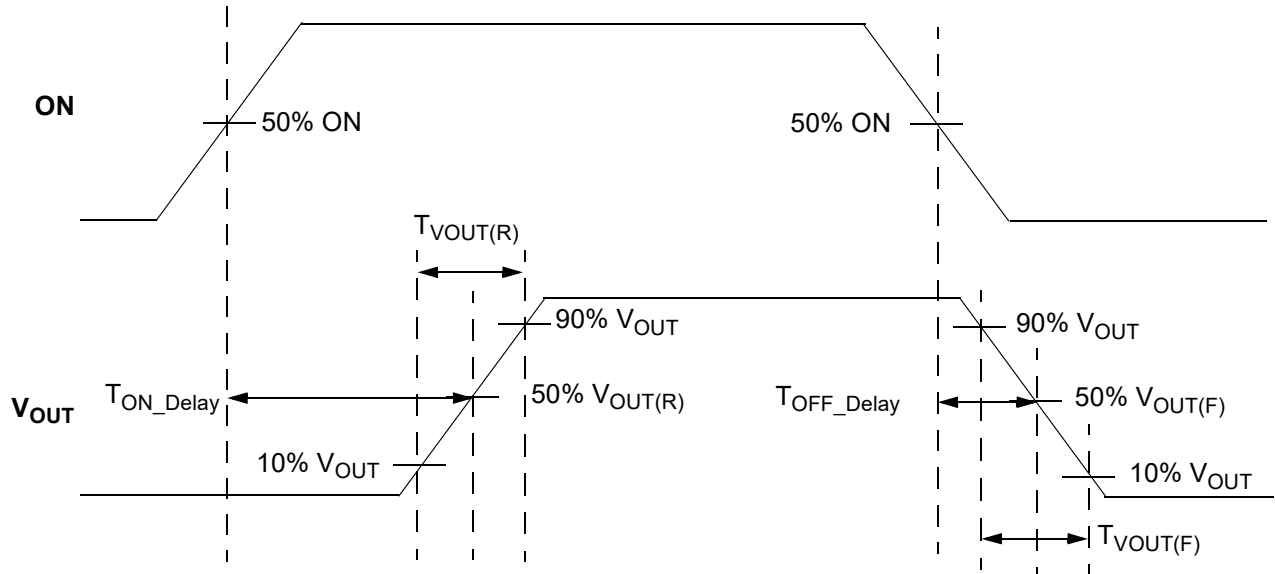 ON
50% ON
50% ON
TVOUT(R)
90% VOUT
90% VOUT
VOUT
TON_Delay
50% VOUT(R)
TOFF_Delay
50% VOUT(F)
10% VOUT
10% VOUT
TVOUT(F)